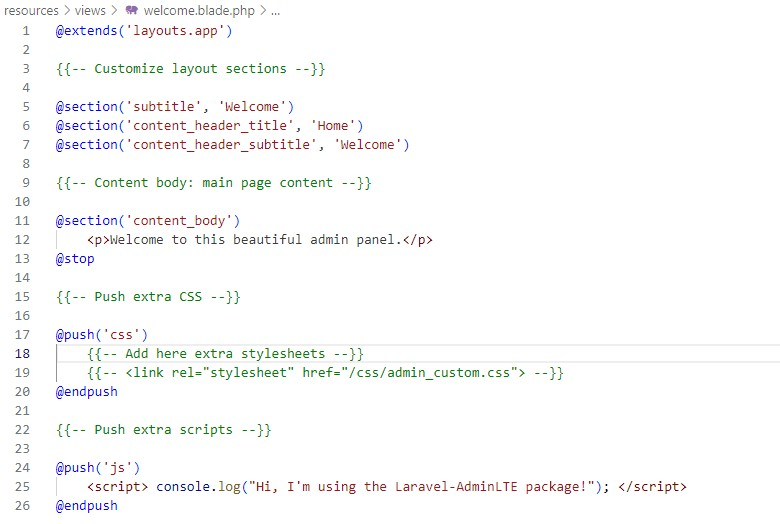 resources > views > welcome.blade.php > ...
1 @extends('layouts.app')
2
3 {{-- Customize layout sections --}}
4
5 @section('subtitle', 'Welcome')
6 @section('content_header_title', 'Home')
7 @section('content_header_subtitle', 'Welcome')
8
9 {{-- Content body: main page content --}}
10
11 @section('content_body')
12     <p>Welcome to this beautiful admin panel.</p>
13 @stop
14
15 {{-- Push extra CSS --}}
16
17 @push('css')
18     {{-- Add here extra stylesheets --}}
19     {{-- <link rel="stylesheet" href="/css/admin_custom.css"> --}}
20 @endpush
21
22 {{-- Push extra scripts --}}
23
24 @push('js')
25     <script> console.log("Hi, I'm using the Laravel-AdminLTE package!"); </script>
26 @endpush